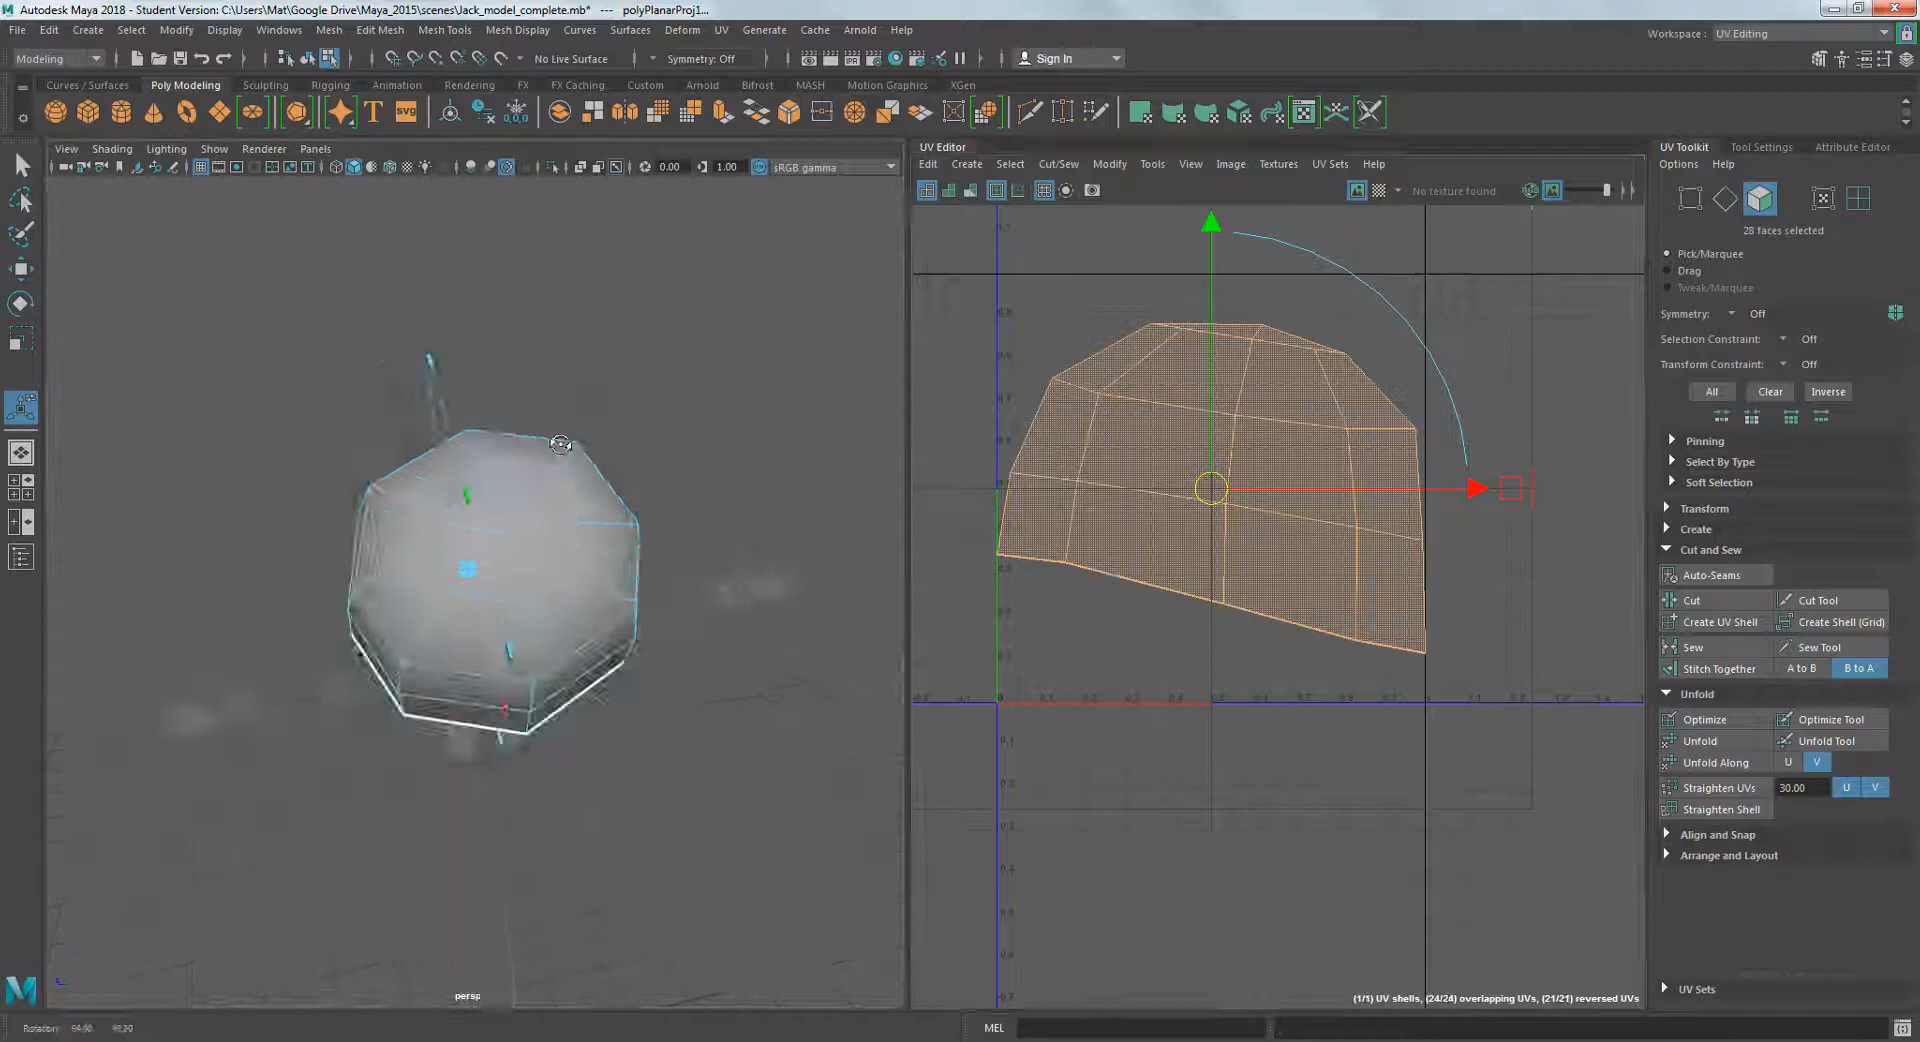 Autodesk Maya 2018 - Student Version: C:\Users\Mat\Google Drive\Maya_2015\scenes\Jack_model_complete.mb* --- polyPlanarProj1...
File Edit Create Select Modify Display Windows Mesh Edit Mesh Mesh Tools Mesh Display Curves Surfaces Deform UV Generate Cache Arnold Help
Workspace : UV Editing
Modeling No Live Surface Symmetry: Off Sign In
Curves / Surfaces Poly Modeling Sculpting Rigging Animation Rendering FX FX Caching Custom Arnold Bifrost MASH Motion Graphics XGen
T svg 0,0,0
View Shading Lighting Show Renderer Panels
0.00 1.00 sRGB gamma
persp
UV Editor
Edit Create Select Cut/Sew Modify Tools View Image Textures UV Sets Help
No texture found
(1/1) UV shells, (24/24) overlapping UVs, (21/21) reversed UVs
UV Toolkit Tool Settings Attribute Editor
Options Help
28 faces selected
Pick/Marquee
Drag
Tweak/Marquee
Symmetry: Off
Selection Constraint: Off
Transform Constraint: Off
All Clear Inverse
Pinning
Select By Type
Soft Selection
Transform
Create
Cut and Sew
Auto-Seams
Cut Cut Tool
Create UV Shell Create Shell (Grid)
Sew Sew Tool
Stitch Together A to B B to A
Unfold
Optimize Optimize Tool
Unfold Unfold Tool
Unfold Along U V
Straighten UVs 30.00 U V
Straighten Shell
Align and Snap
Arrange and Layout
UV Sets
Rotation:
MEL